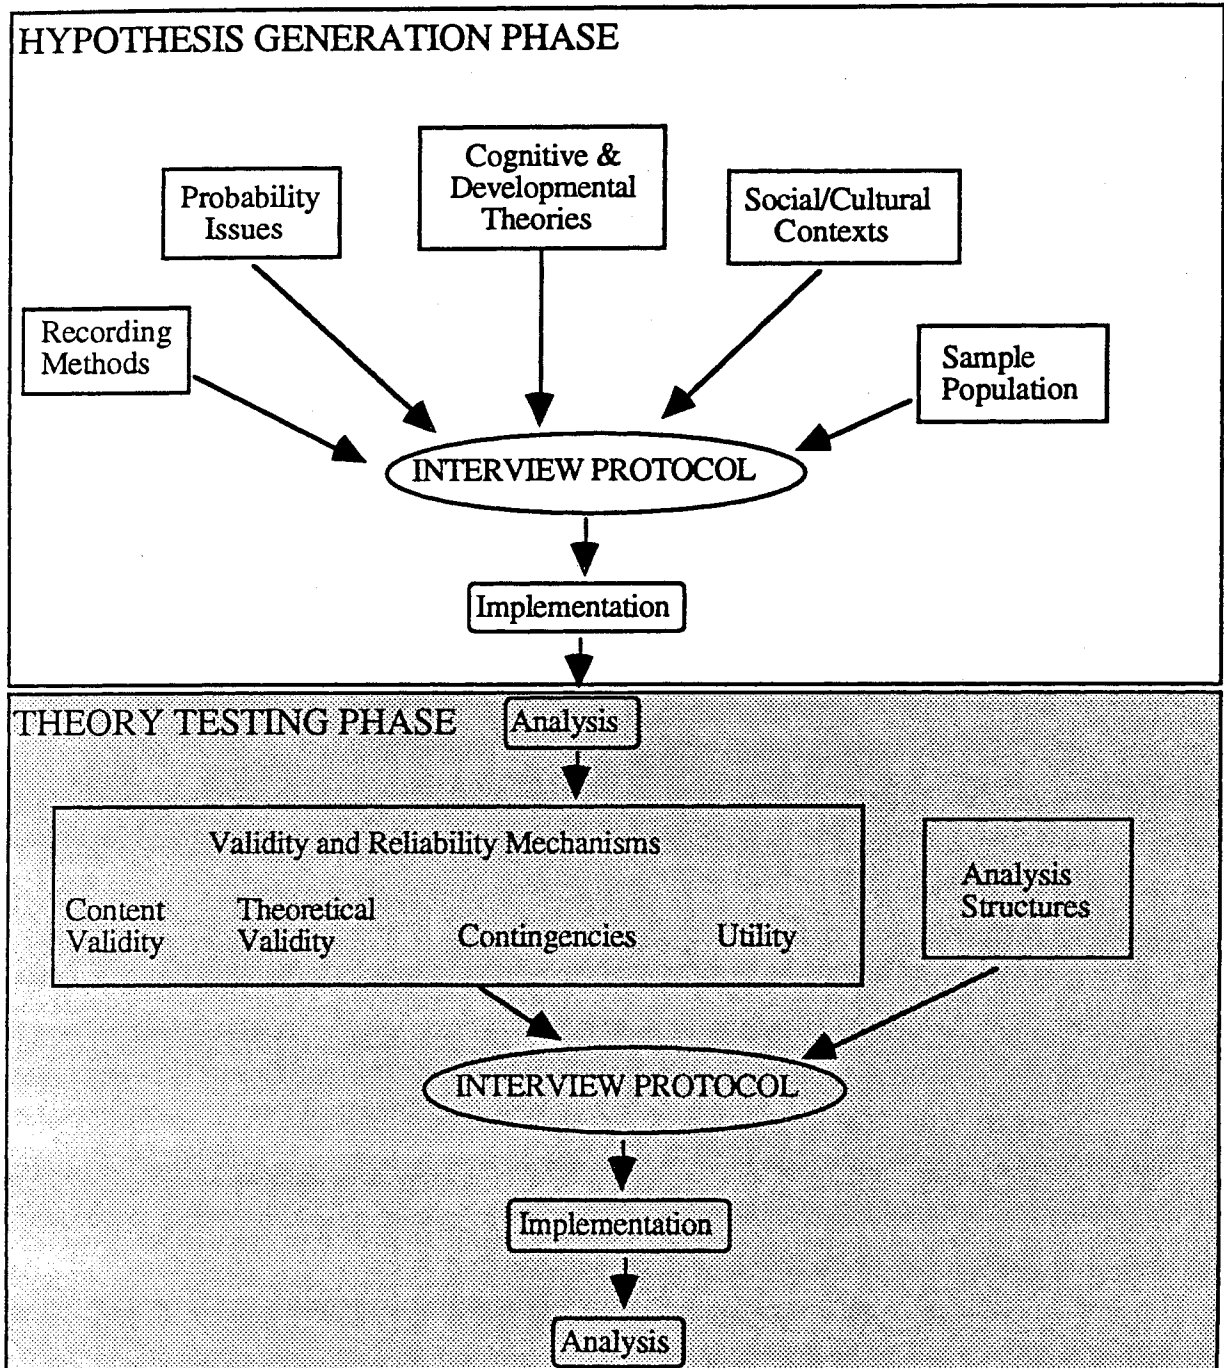 HYPOTHESIS GENERATION PHASE
Cognitive &
Developmental
Theories
Probability
Issues
Social/Cultural
Contexts
Recording
Methods
Sample
Population
INTERVIEW PROTOCOL
Implementation
THEORY TESTING PHASE
Analysis
Validity and Reliability Mechanisms
Content
Validity
Theoretical
Validity
Contingencies
Utility
Analysis
Structures
INTERVIEW PROTOCOL
Implementation
Analysis